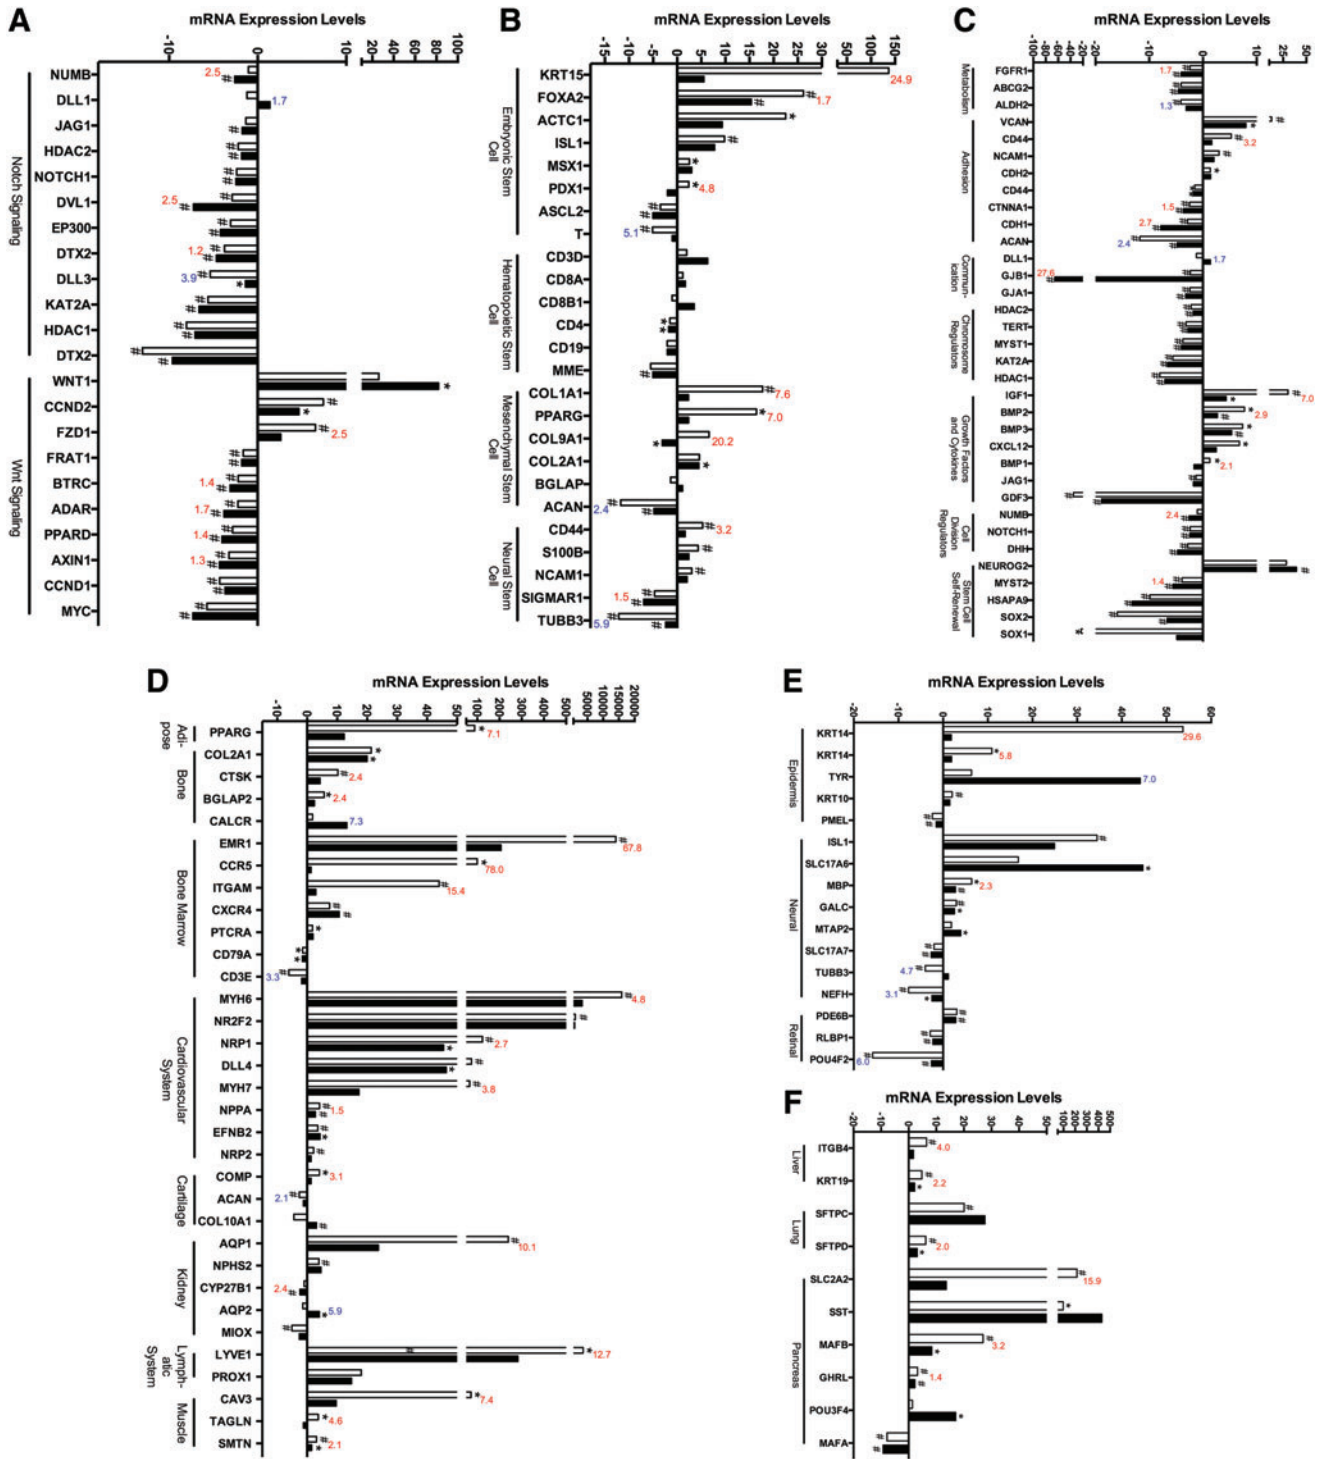 A
mRNA Expression Levels
-10 0 10 20 40 60 80 100
Notch Signaling
NUMB 2.5 #
DLL1 1.7
JAG1 #
HDAC2 # #
NOTCH1 # #
DVL1 2.5 # #
EP300 # #
DTX2 1.2 # #
DLL3 3.9 # *
KAT2A # #
HDAC1 # #
DTX2 # #
Wnt Signaling
WNT1 *
CCND2 # *
FZD1 # 2.5
FRAT1 # #
BTRC 1.4 # #
ADAR 1.7 # #
PPARD 1.4 # #
AXIN1 1.3 # #
CCND1 # #
MYC # #
B
mRNA Expression Levels
-15 -10 -5 0 5 10 15 20 25 30 50 100 150
Embryonic Stem Cell
KRT15 24.9
FOXA2 # 1.7 #
ACTC1 *
ISL1 #
MSX1 *
PDX1 * 4.8
ASCL2 # #
T 5.1 #
Hematopoietic Stem Cell
CD3D
CD8A
CD8B1
CD4 * *
CD19
MME #
Mesenchymal Stem Cell
COL1A1 # 7.6
PPARG * 7.0
COL9A1 20.2 *
COL2A1 *
BGLAP
ACAN 2.4 # #
Neural Stem Cell
CD44 # 3.2
S100B #
NCAM1 #
SIGMAR1 1.5 # #
TUBB3 5.9 # #
C
mRNA Expression Levels
-100 -80 -60 -40 -20 -10 0 10 25 50
Metabolism
FGFR1 1.7 # #
ABCG2 # #
ALDH2 1.3 #
Adhesion
VCAN # *
CD44 # 3.2
NCAM1 #
CDH2 *
CD44 #
CTNNA1 1.5 # #
CDH1 2.7 # #
ACAN 2.4 # #
Commun-ication
DLL1 1.7
GJB1 27.6 # #
GJA1 # #
Chromosome Regulators
HDAC2 # #
TERT # #
MYST1 # #
KAT2A # #
HDAC1 # #
Growth Factors and Cytokines
IGF1 # 7.0 *
BMP2 * 2.9 #
BMP3 * #
CXCL12 *
BMP1 * 2.1
JAG1 #
GDF3 # #
Cell Division Regulators
NUMB 2.4 #
NOTCH1 # #
DHH # #
Stem Cell Self-Renewal
NEUROG2 #
MYST2 1.4 # #
HSAPA9 # #
SOX2 # #
SOX1 *
D
mRNA Expression Levels
-10 0 10 20 30 40 50 100 200 300 400 500 50000 100000 150000 200000
Adi-pose
PPARG * 7.1
Bone
COL2A1 * *
CTSK # 2.4
BGLAP2 * 2.4
CALCR 7.3
Bone Marrow
EMR1 # 67.8
CCR5 * 78.0
ITGAM # 15.4
CXCR4 # #
PTCRA *
CD79A * *
CD3E 3.3 #
Cardiovascular System
MYH6 # 4.8
NR2F2 #
NRP1 # 2.7 *
DLL4 # *
MYH7 # 3.8
NPPA # 1.5 #
EFNB2 # *
NRP2 #
Cartilage
COMP * 3.1
ACAN 2.1 #
COL10A1 #
Kidney
AQP1 # 10.1
NPHS2 #
CYP27B1 2.4 #
AQP2 * 5.9
MIOX #
Lymph-atic System
LYVE1 # * 12.7
PROX1
Muscle
CAV3 * 7.4
TAGLN * 4.6
SMTN # 2.1 *
E
mRNA Expression Levels
-20 -10 0 10 20 30 40 50 60
Epidermis
KRT14 29.6
KRT14 * 5.8
TYR 7.0
KRT10 #
PMEL # #
Neural
ISL1 #
SLC17A6 *
MBP * 2.3 #
GALC # *
MTAP2 *
SLC17A7 # #
TUBB3 4.7 #
NEFH 3.1 # *
Retinal
PDE6B # #
RLBP1 # #
POU4F2 6.0 # #
F
mRNA Expression Levels
-20 -10 0 10 20 30 40 50 100 200 300 400 500
Liver
ITGB4 # 4.0
KRT19 # 2.2 *
Lung
SFTPC #
SFTPD # 2.0 *
Pancreas
SLC2A2 # 15.9
SST *
MAFB # 3.2 *
GHRL # 1.4 #
POU3F4 *
MAFA # #